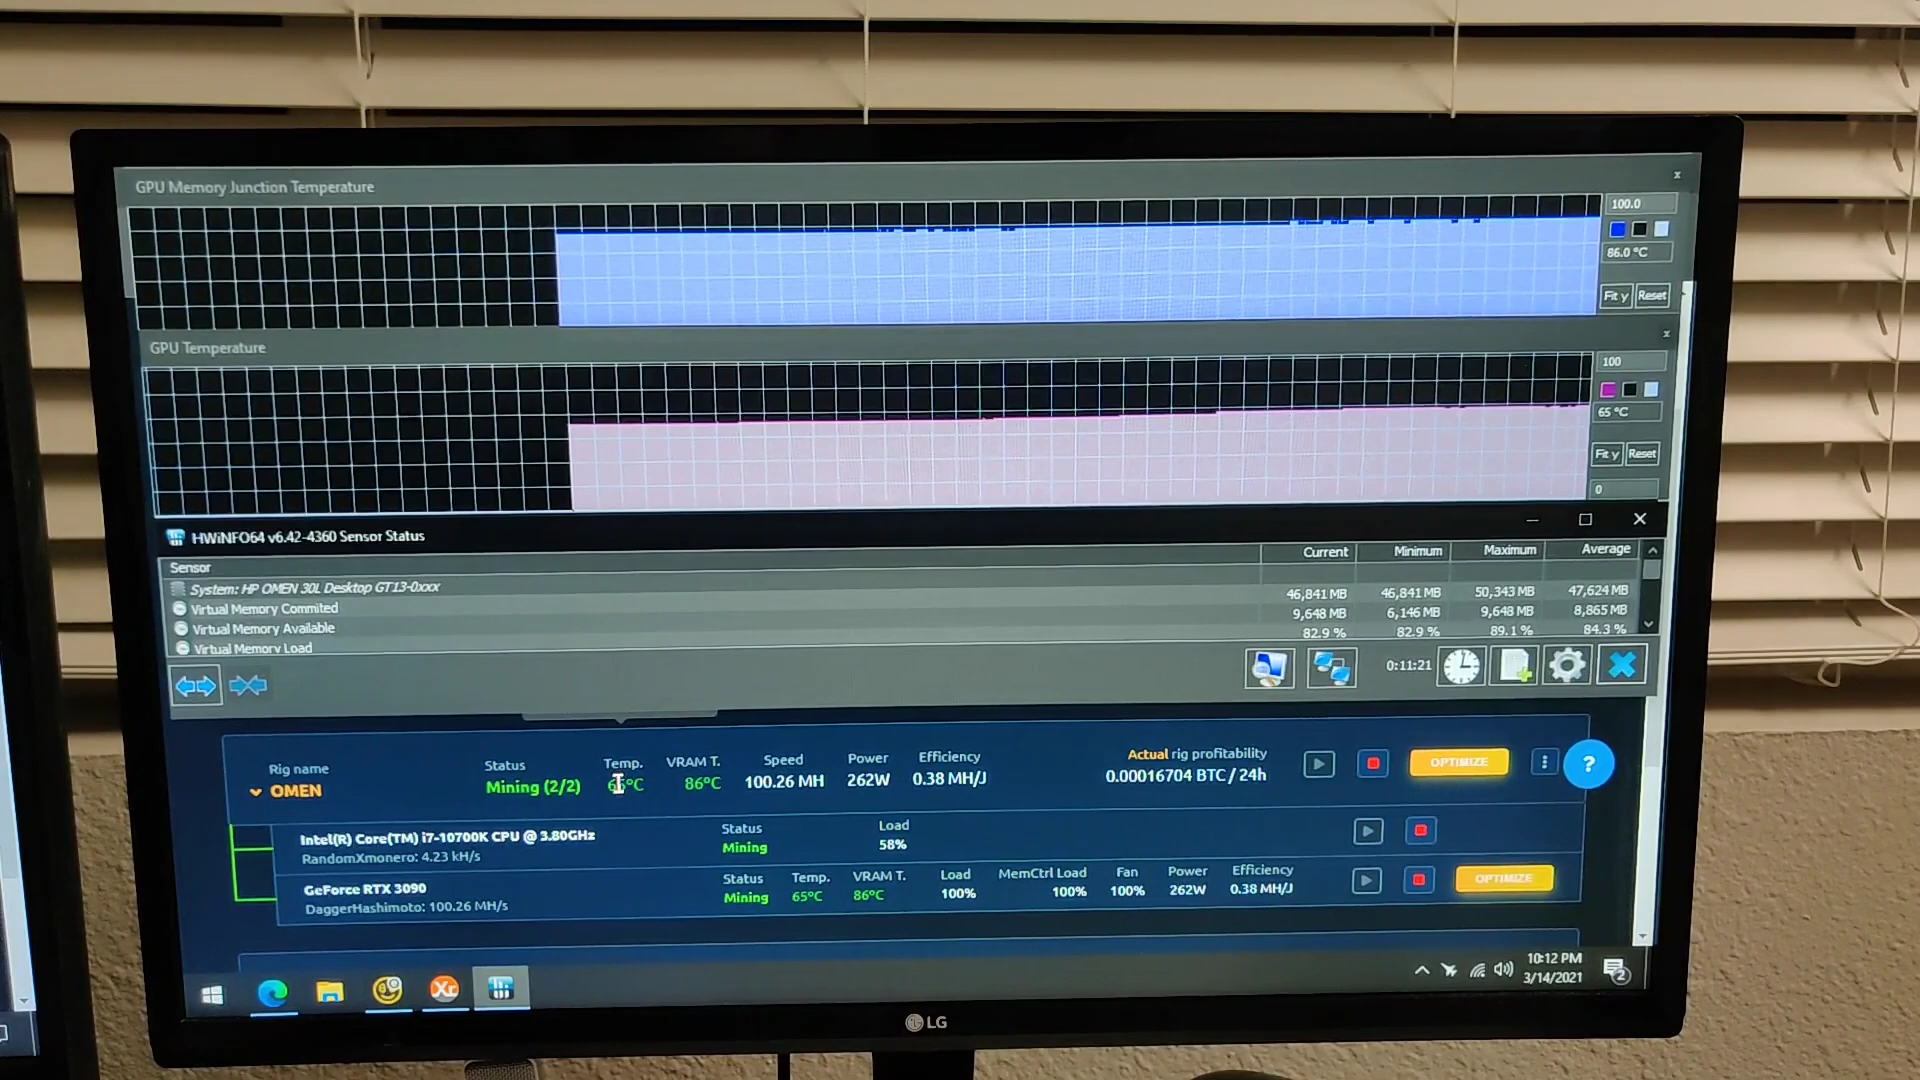 GPU Memory Junction Temperature
x
100.0
86.0 °C
Fit y Reset
GPU Temperature
x
100
65 °C
Fit y Reset
0
HWiNFO64 v6.42-4360 Sensor Status
Sensor Current Minimum Maximum Average
System: HP OMEN 30L Desktop GT13-0xxx
Virtual Memory Commited 46,841 MB 46,841 MB 50,343 MB 47,624 MB
Virtual Memory Available 9,648 MB 6,146 MB 9,648 MB 8,865 MB
Virtual Memory Load 82.9 % 82.9 % 89.1 % 84.3 %
0:11:21
Rig name Status Temp. VRAM T. Speed Power Efficiency Actual rig profitability
OMEN Mining (2/2) 65°C 86°C 100.26 MH 262W 0.38 MH/J 0.00016704 BTC / 24h OPTIMIZE ?
Intel(R) Core(TM) i7-10700K CPU @ 3.80GHz Status Load
RandomXmonero: 4.23 kH/s Mining 58%
GeForce RTX 3090 Status Temp. VRAM T. Load MemCtrl Load Fan Power Efficiency
DaggerHashimoto: 100.26 MH/s Mining 65°C 86°C 100% 100% 100% 262W 0.38 MH/J OPTIMIZE
Xr
10:12 PM
3/14/2021
2
LG